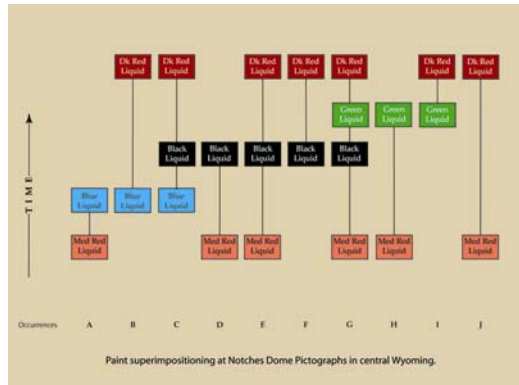 Dk Red Dk Red Dk Red Dk Red Dk Red Dk Red Dk Red
Liquid Liquid Liquid Liquid Liquid Liquid Liquid
Green Green Green
Liquid Liquid Liquid
Black Black Black Black Black
Liquid Liquid Liquid Liquid Liquid
TIME
Blue Blue Blue
Liquid Liquid Liquid
Med Red Med Red Med Red Med Red Med Red Med Red
Liquid Liquid Liquid Liquid Liquid Liquid
Occurrences A B C D E F G H I J
Paint superimpositioning at Notches Dome Pictographs in central Wyoming.